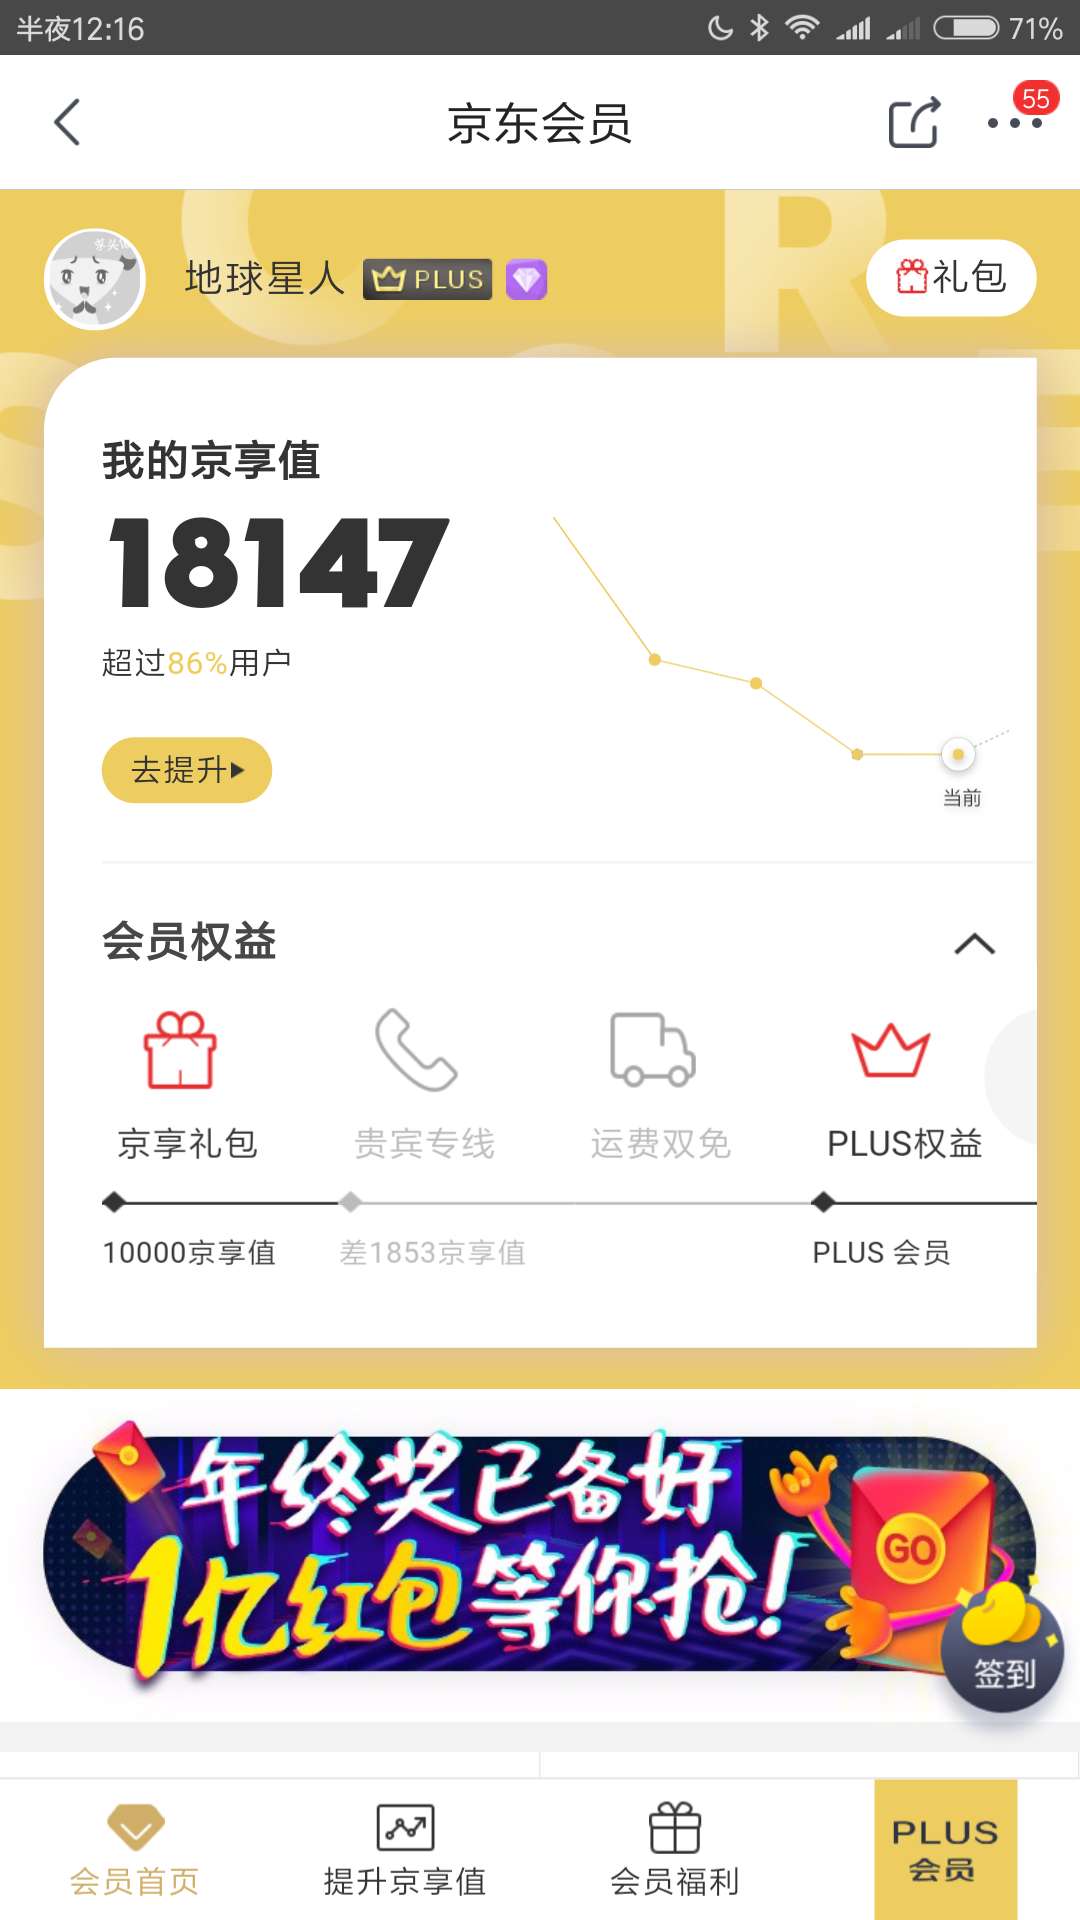 半夜12:16
71%
京东会员
55
地球星人
PLUS
礼包
我的京享值
18147
超过86%用户
去提升
当前
会员权益
京享礼包
贵宾专线
运费双免
PLUS权益
10000京享值
差1853京享值
PLUS 会员
年终奖已备好
1亿红包等你抢!
GO
签到
会员首页
提升京享值
会员福利
PLUS
会员